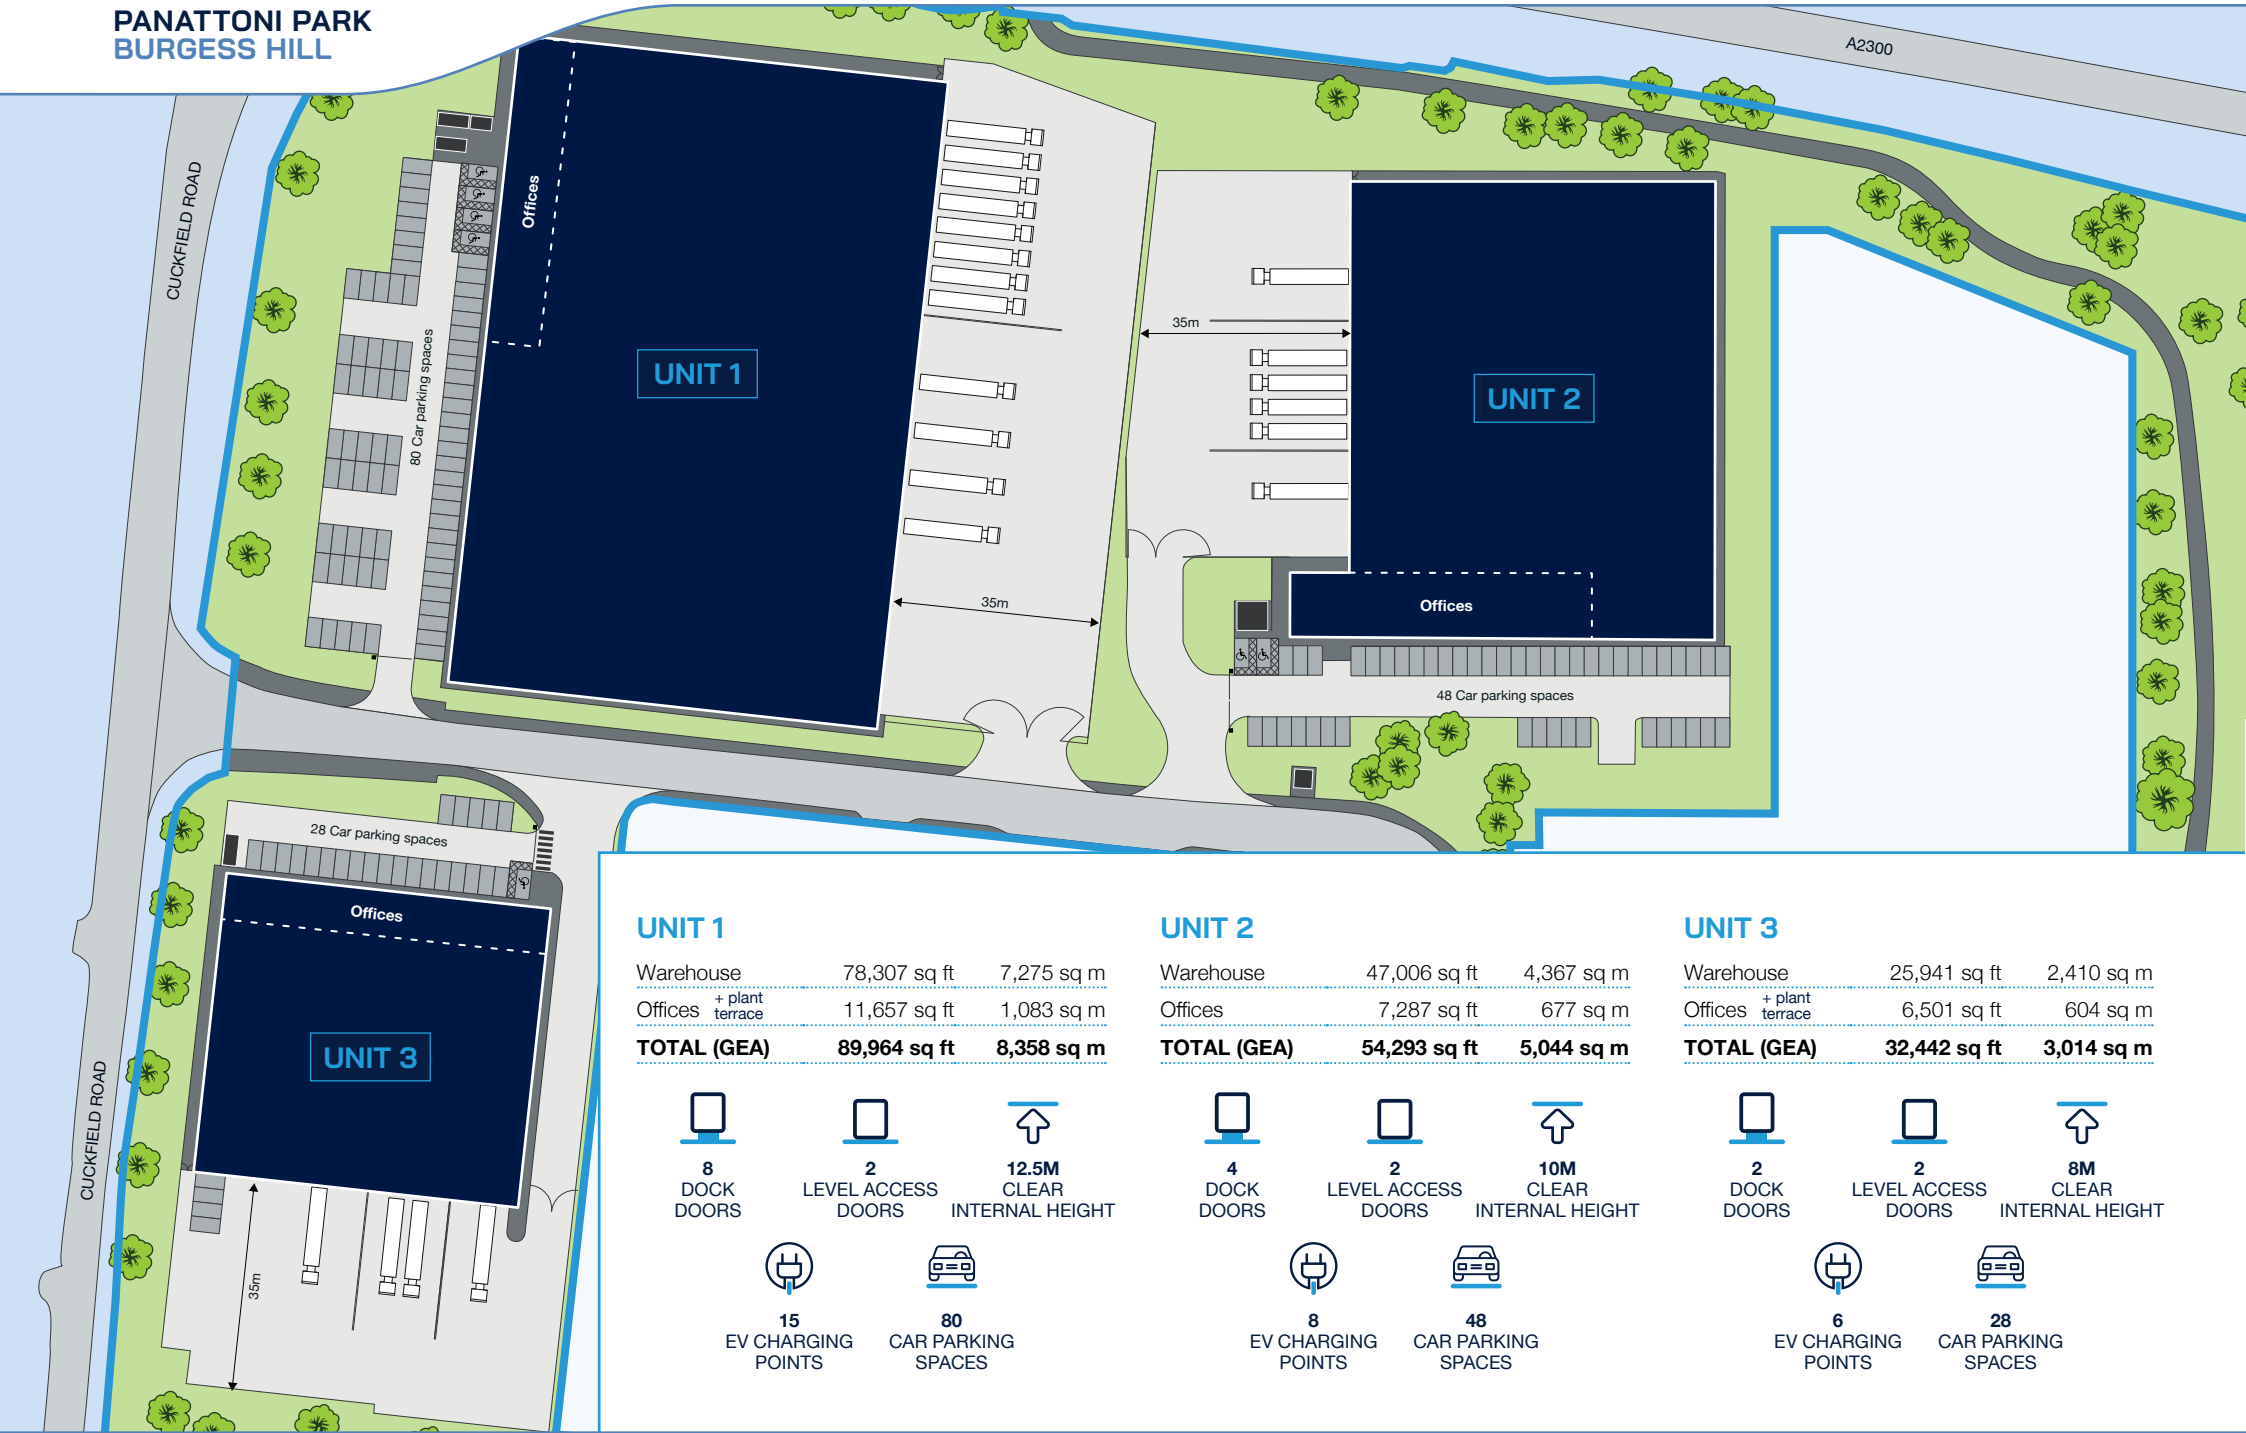 PANATTONI PARK
BURGESS HILL
A2300
CUCKFIELD ROAD
Offices
80 Car parking spaces
UNIT 1
35m
35m
UNIT 2
Offices
48 Car parking spaces
28 Car parking spaces
Offices
UNIT 3
CUCKFIELD ROAD
35m
UNIT 1
Warehouse 78,307 sq ft 7,275 sq m
Offices + plant terrace 11,657 sq ft 1,083 sq m
TOTAL (GEA) 89,964 sq ft 8,358 sq m
8
DOCK
DOORS
2
LEVEL ACCESS
DOORS
12.5M
CLEAR
INTERNAL HEIGHT
15
EV CHARGING
POINTS
80
CAR PARKING
SPACES
UNIT 2
Warehouse 47,006 sq ft 4,367 sq m
Offices 7,287 sq ft 677 sq m
TOTAL (GEA) 54,293 sq ft 5,044 sq m
4
DOCK
DOORS
2
LEVEL ACCESS
DOORS
10M
CLEAR
INTERNAL HEIGHT
8
EV CHARGING
POINTS
48
CAR PARKING
SPACES
UNIT 3
Warehouse 25,941 sq ft 2,410 sq m
Offices + plant terrace 6,501 sq ft 604 sq m
TOTAL (GEA) 32,442 sq ft 3,014 sq m
2
DOCK
DOORS
2
LEVEL ACCESS
DOORS
8M
CLEAR
INTERNAL HEIGHT
6
EV CHARGING
POINTS
28
CAR PARKING
SPACES